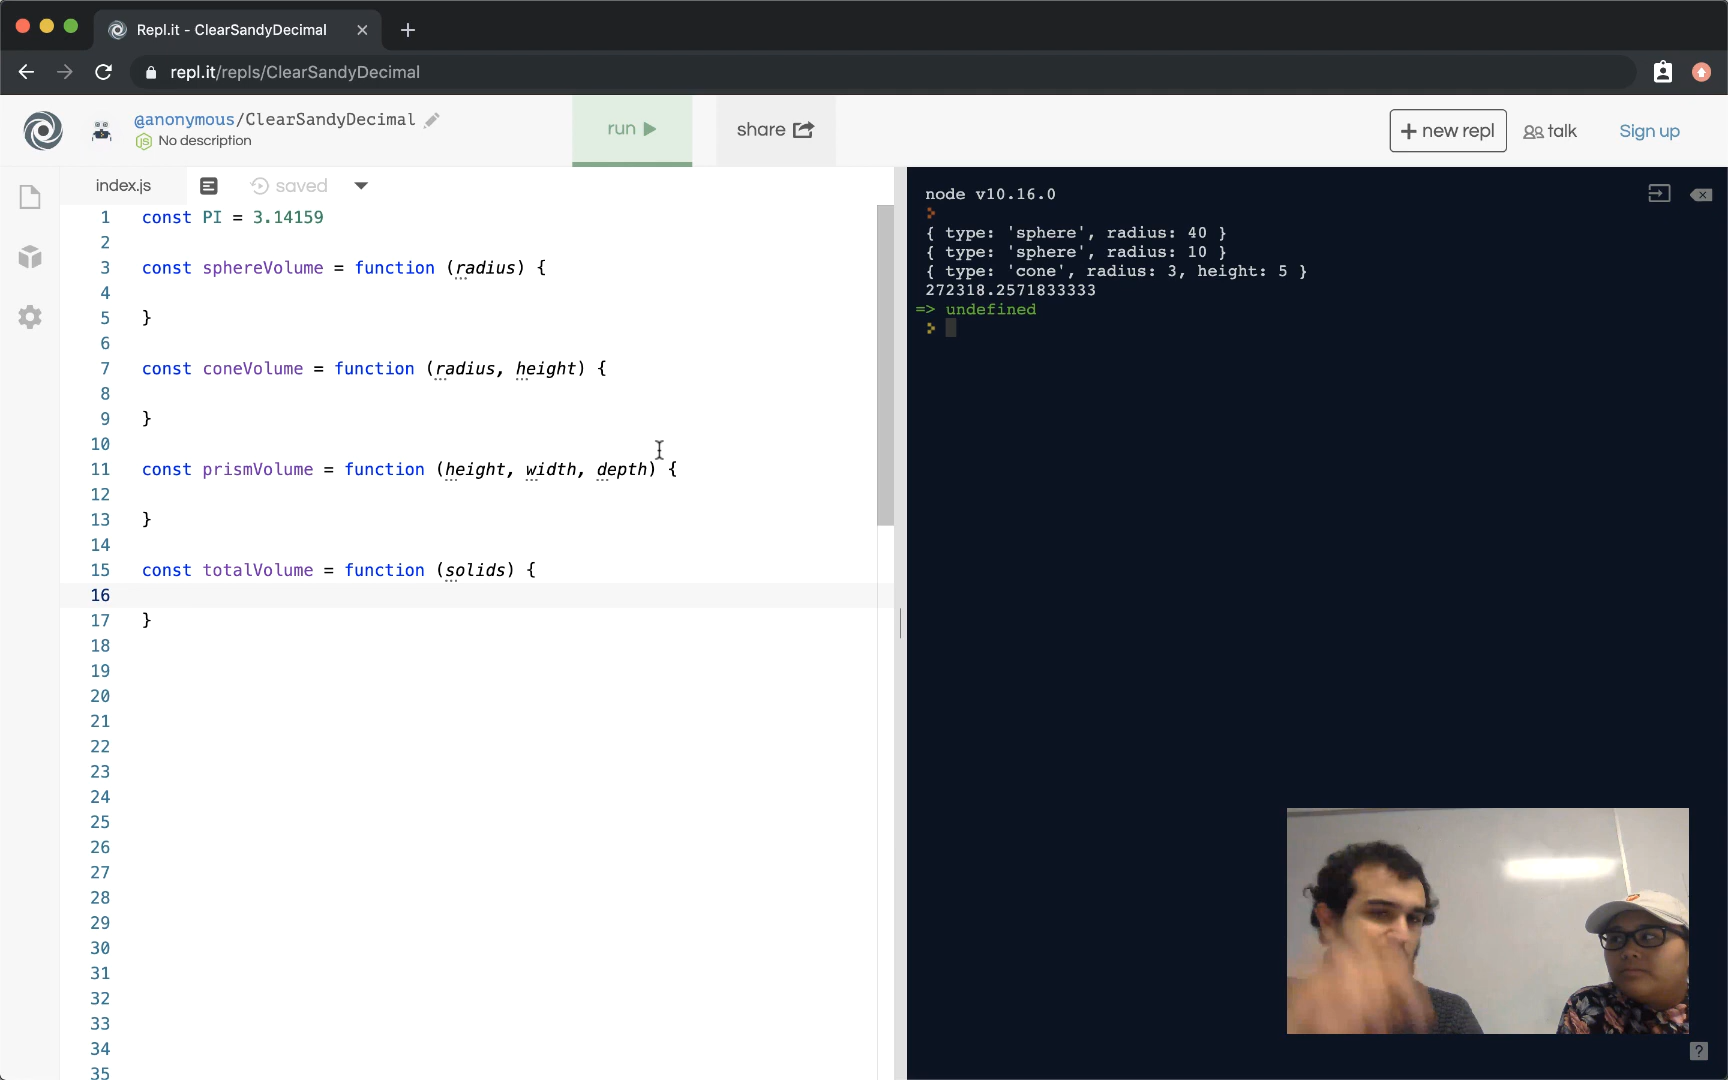 Repl.it - ClearSandyDecimal
repl.it/repls/ClearSandyDecimal
@anonymous/ClearSandyDecimal
No description
run
share
+ new repl
talk
Sign up
index.js
saved
1 const PI = 3.14159
2
3 const sphereVolume = function (radius) {
4
5 }
6
7 const coneVolume = function (radius, height) {
8
9 }
10
11 const prismVolume = function (height, width, depth) {
12
13 }
14
15 const totalVolume = function (solids) {
16
17 }
18
19
20
21
22
23
24
25
26
27
28
29
30
31
32
33
34
35
node v10.16.0
{ type: 'sphere', radius: 40 }
{ type: 'sphere', radius: 10 }
{ type: 'cone', radius: 3, height: 5 }
272318.2571833333
=> undefined
?